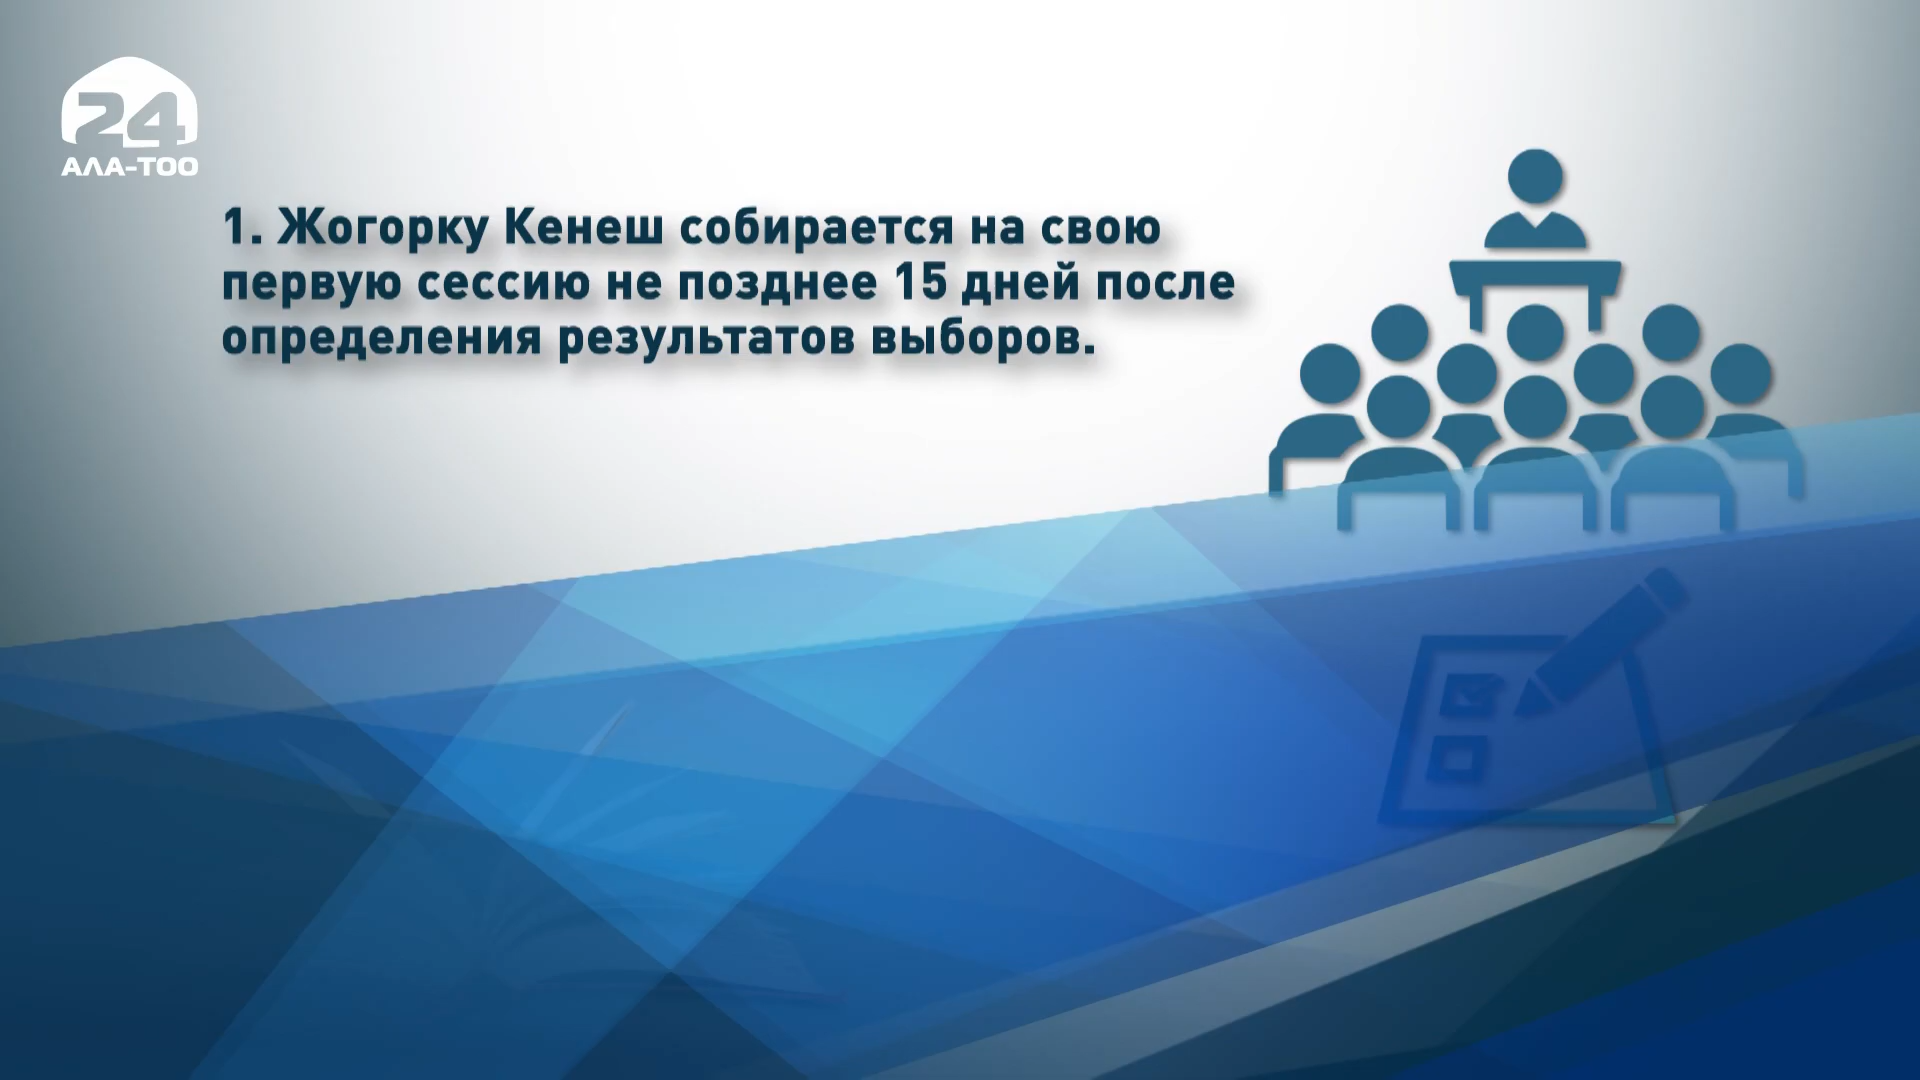 24
АЛА-ТОО
1. Жогорку Кенеш собирается на свою
первую сессию не позднее 15 дней после
определения результатов выборов.